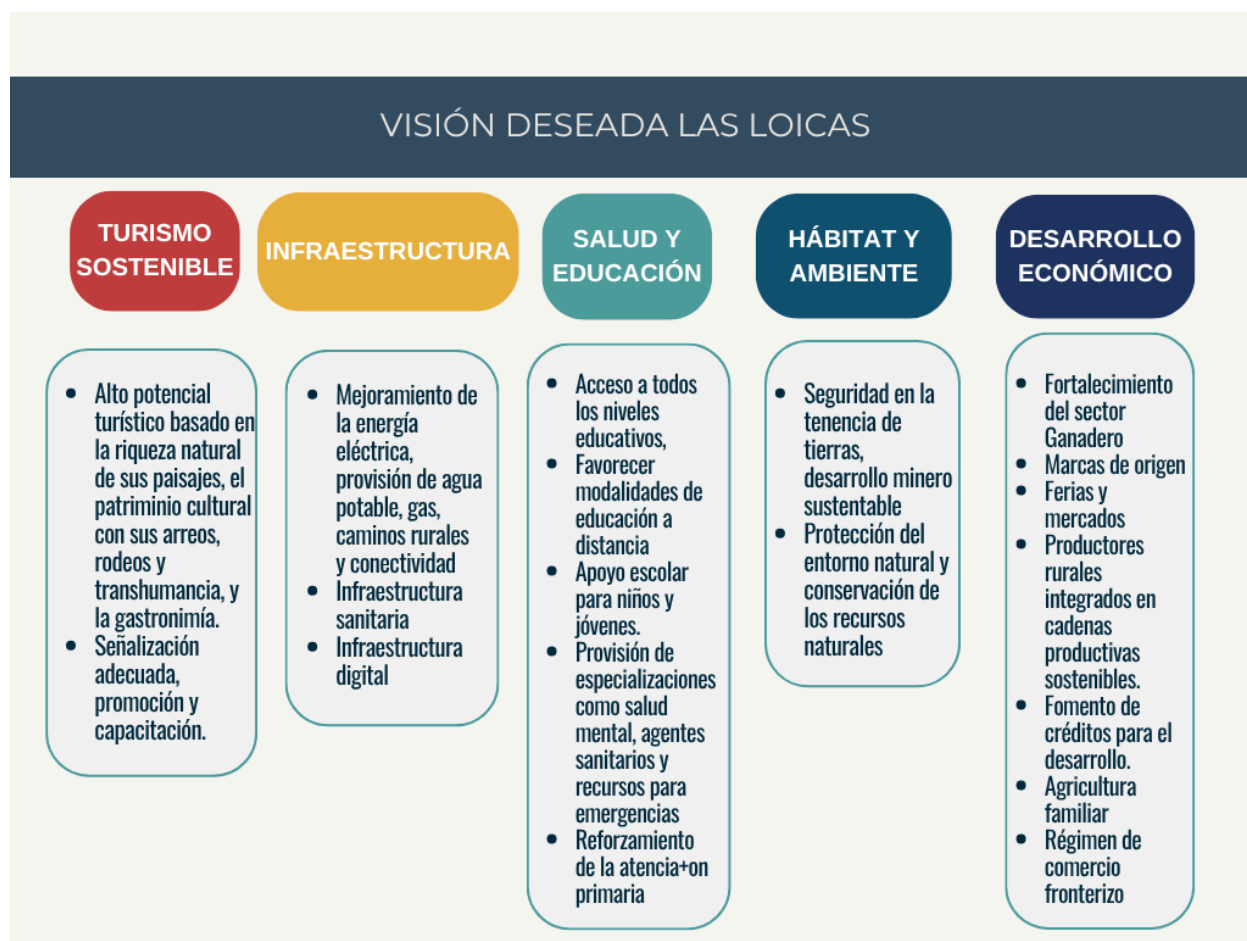 VISIÓN DESEADA LAS LOICAS
TURISMO
SOSTENIBLE
INFRAESTRUCTURA
SALUD Y
EDUCACIÓN
HÁBITAT Y
AMBIENTE
DESARROLLO
ECONÓMICO
• Alto potencial
turístico basado en
la riqueza natural
de sus paisajes, el
patriminio cultural
con sus arreos,
rodeos y
transhumancia, y
la gastronimía.
• Señalización
adecuada,
promoción y
capacitación.
• Mejoramiento de
la energía
eléctrica,
provisión de agua
potable, gas,
caminos rurales
y conectividad
• Infraestructura
sanitaria
• Infraestructura
digital
• Acceso a todos
los niveles
educativos,
• Favorecer
modalidades de
educación a
distancia
• Apoyo escolar
para niños y
jóvenes.
• Provisión de
especializaciones
como salud
mental, agentes
sanitarios y
recursos para
emergencias
• Reforzamiento
de la atencia+on
primaria
• Seguridad en la
tenencia de
tierras,
desarrollo minero
sustentable
• Protección del
entorno natural y
conservación de
los recursos
naturales
• Fortalecimiento
del sector
Ganadero
• Marcas de origen
• Ferias y
mercados
• Productores
rurales
integrados en
cadenas
productivas
sostenibles.
• Fomento de
créditos para el
desarrollo.
• Agricultura
familiar
• Régimen de
comercio
fronterizo